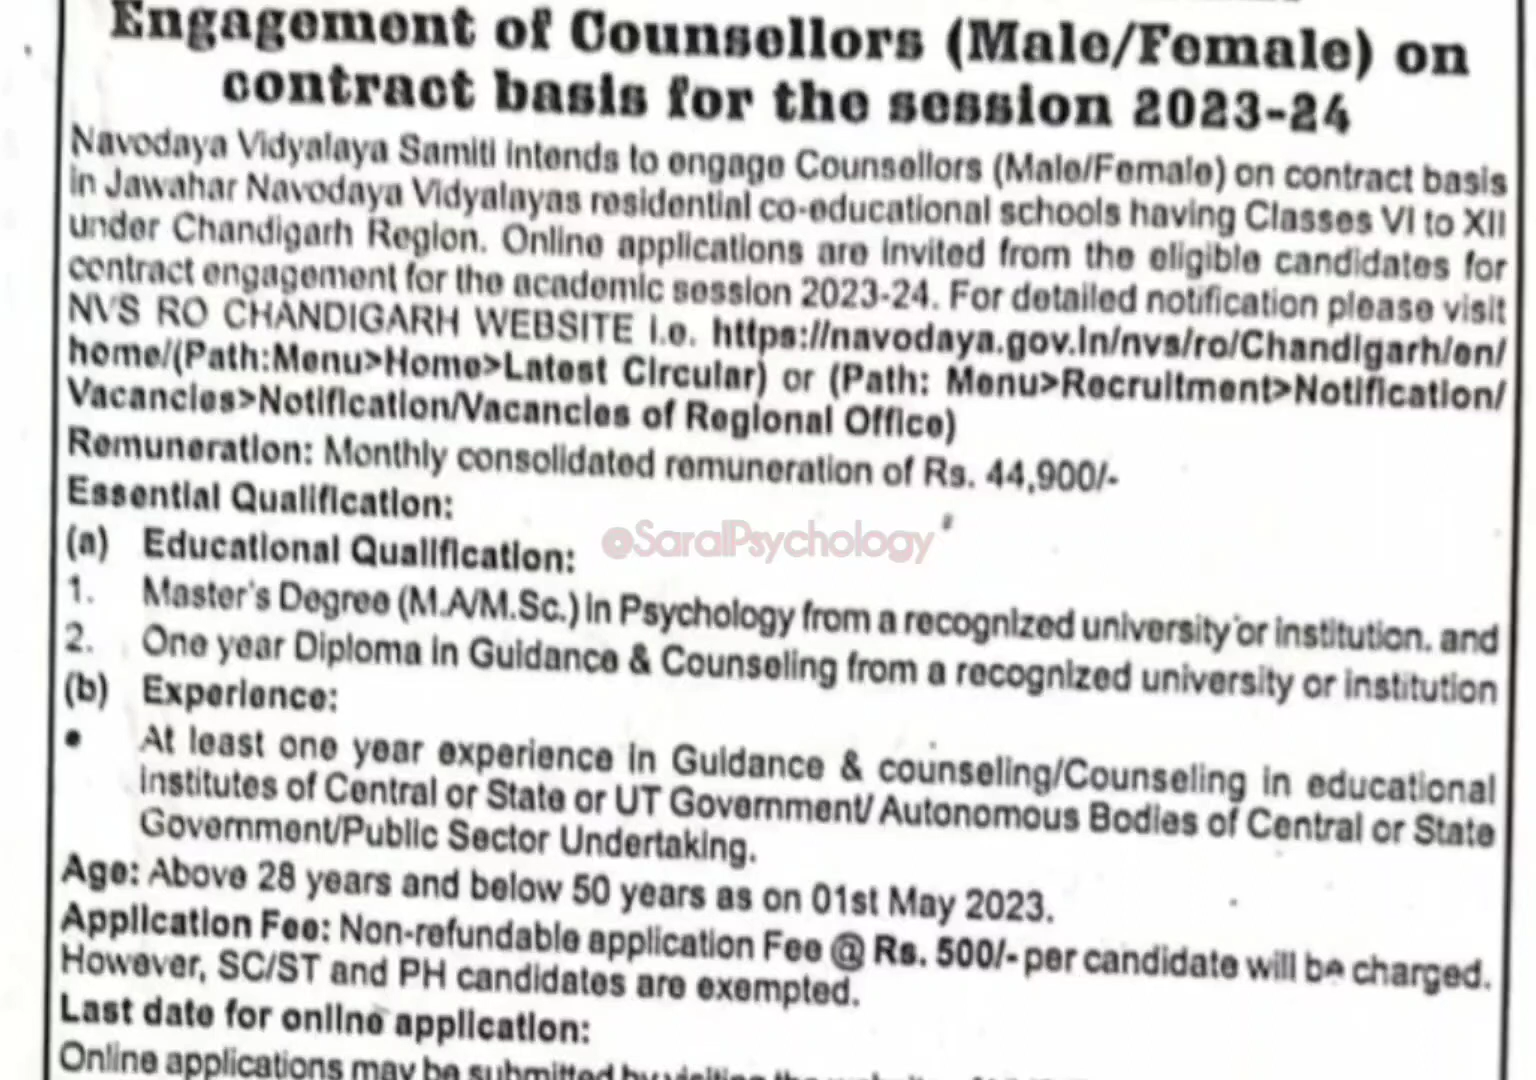 Engagement of Counsellors (Male/Female) on
contract basis for the session 2023-24
Navodaya Vidyalaya Samiti intends to engage Counsellors (Male/Female) on contract basis
in Jawahar Navodaya Vidyalayas residential co-educational schools having Classes VI to XII
under Chandigarh Region. Online applications are invited from the eligible candidates for
contract engagement for the academic session 2023-24. For detailed notification please visit
NVS RO CHANDIGARH WEBSITE i.e. https://navodaya.gov.in/nvs/ro/Chandigarh/en/
home/(Path:Menu>Home>Latest Circular) or (Path: Menu>Recruitment>Notification/
Vacancies>Notification/Vacancies of Regional Office)
Remuneration: Monthly consolidated remuneration of Rs. 44,900/-
Essential Qualification:
@SaralPsychology
(a) Educational Qualification:
1. Master's Degree (M.A/M.Sc.) in Psychology from a recognized university or institution. and
2. One year Diploma in Guidance & Counseling from a recognized university or institution
(b) Experience:
• At least one year experience in Guidance & counseling/Counseling in educational
institutes of Central or State or UT Government/ Autonomous Bodies of Central or State
Government/Public Sector Undertaking.
Age: Above 28 years and below 50 years as on 01st May 2023.
Application Fee: Non-refundable application Fee @ Rs. 500/- per candidate will be charged.
However, SC/ST and PH candidates are exempted.
Last date for online application:
Online applications may be submitted by visiting the